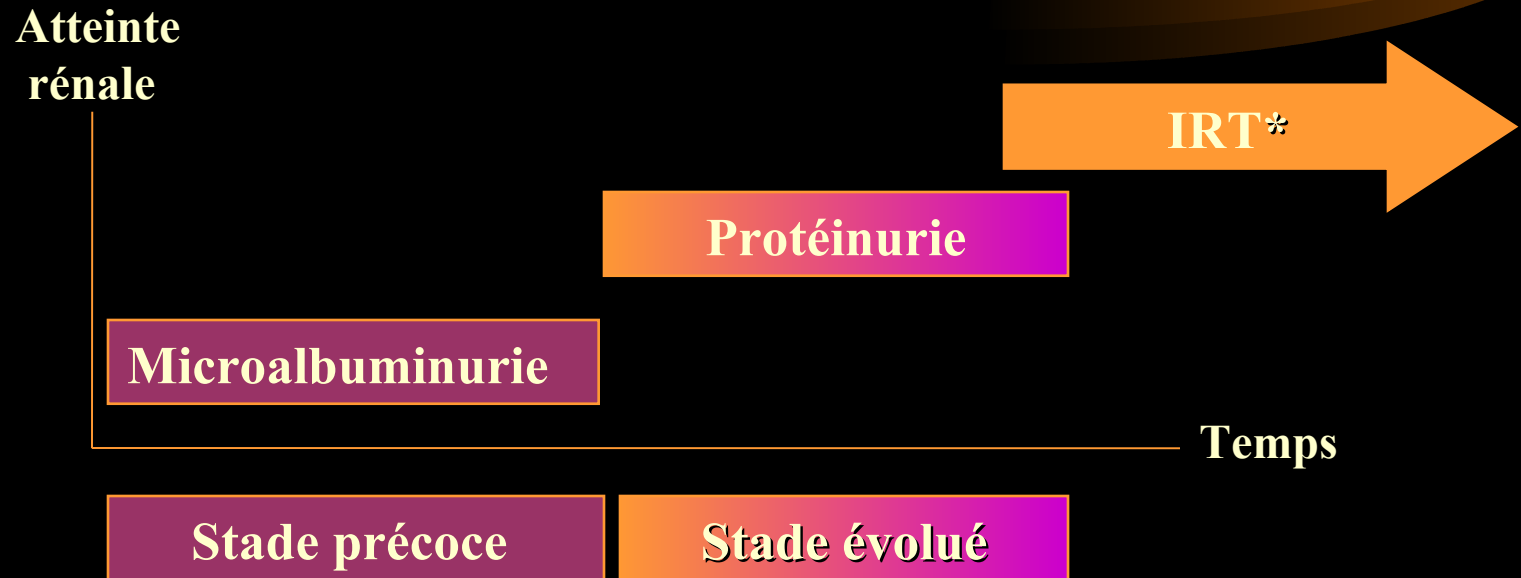 Atteinte
rénale
IRT*
Protéinurie
Microalbuminurie
Temps
Stade précoce
Stade évolué